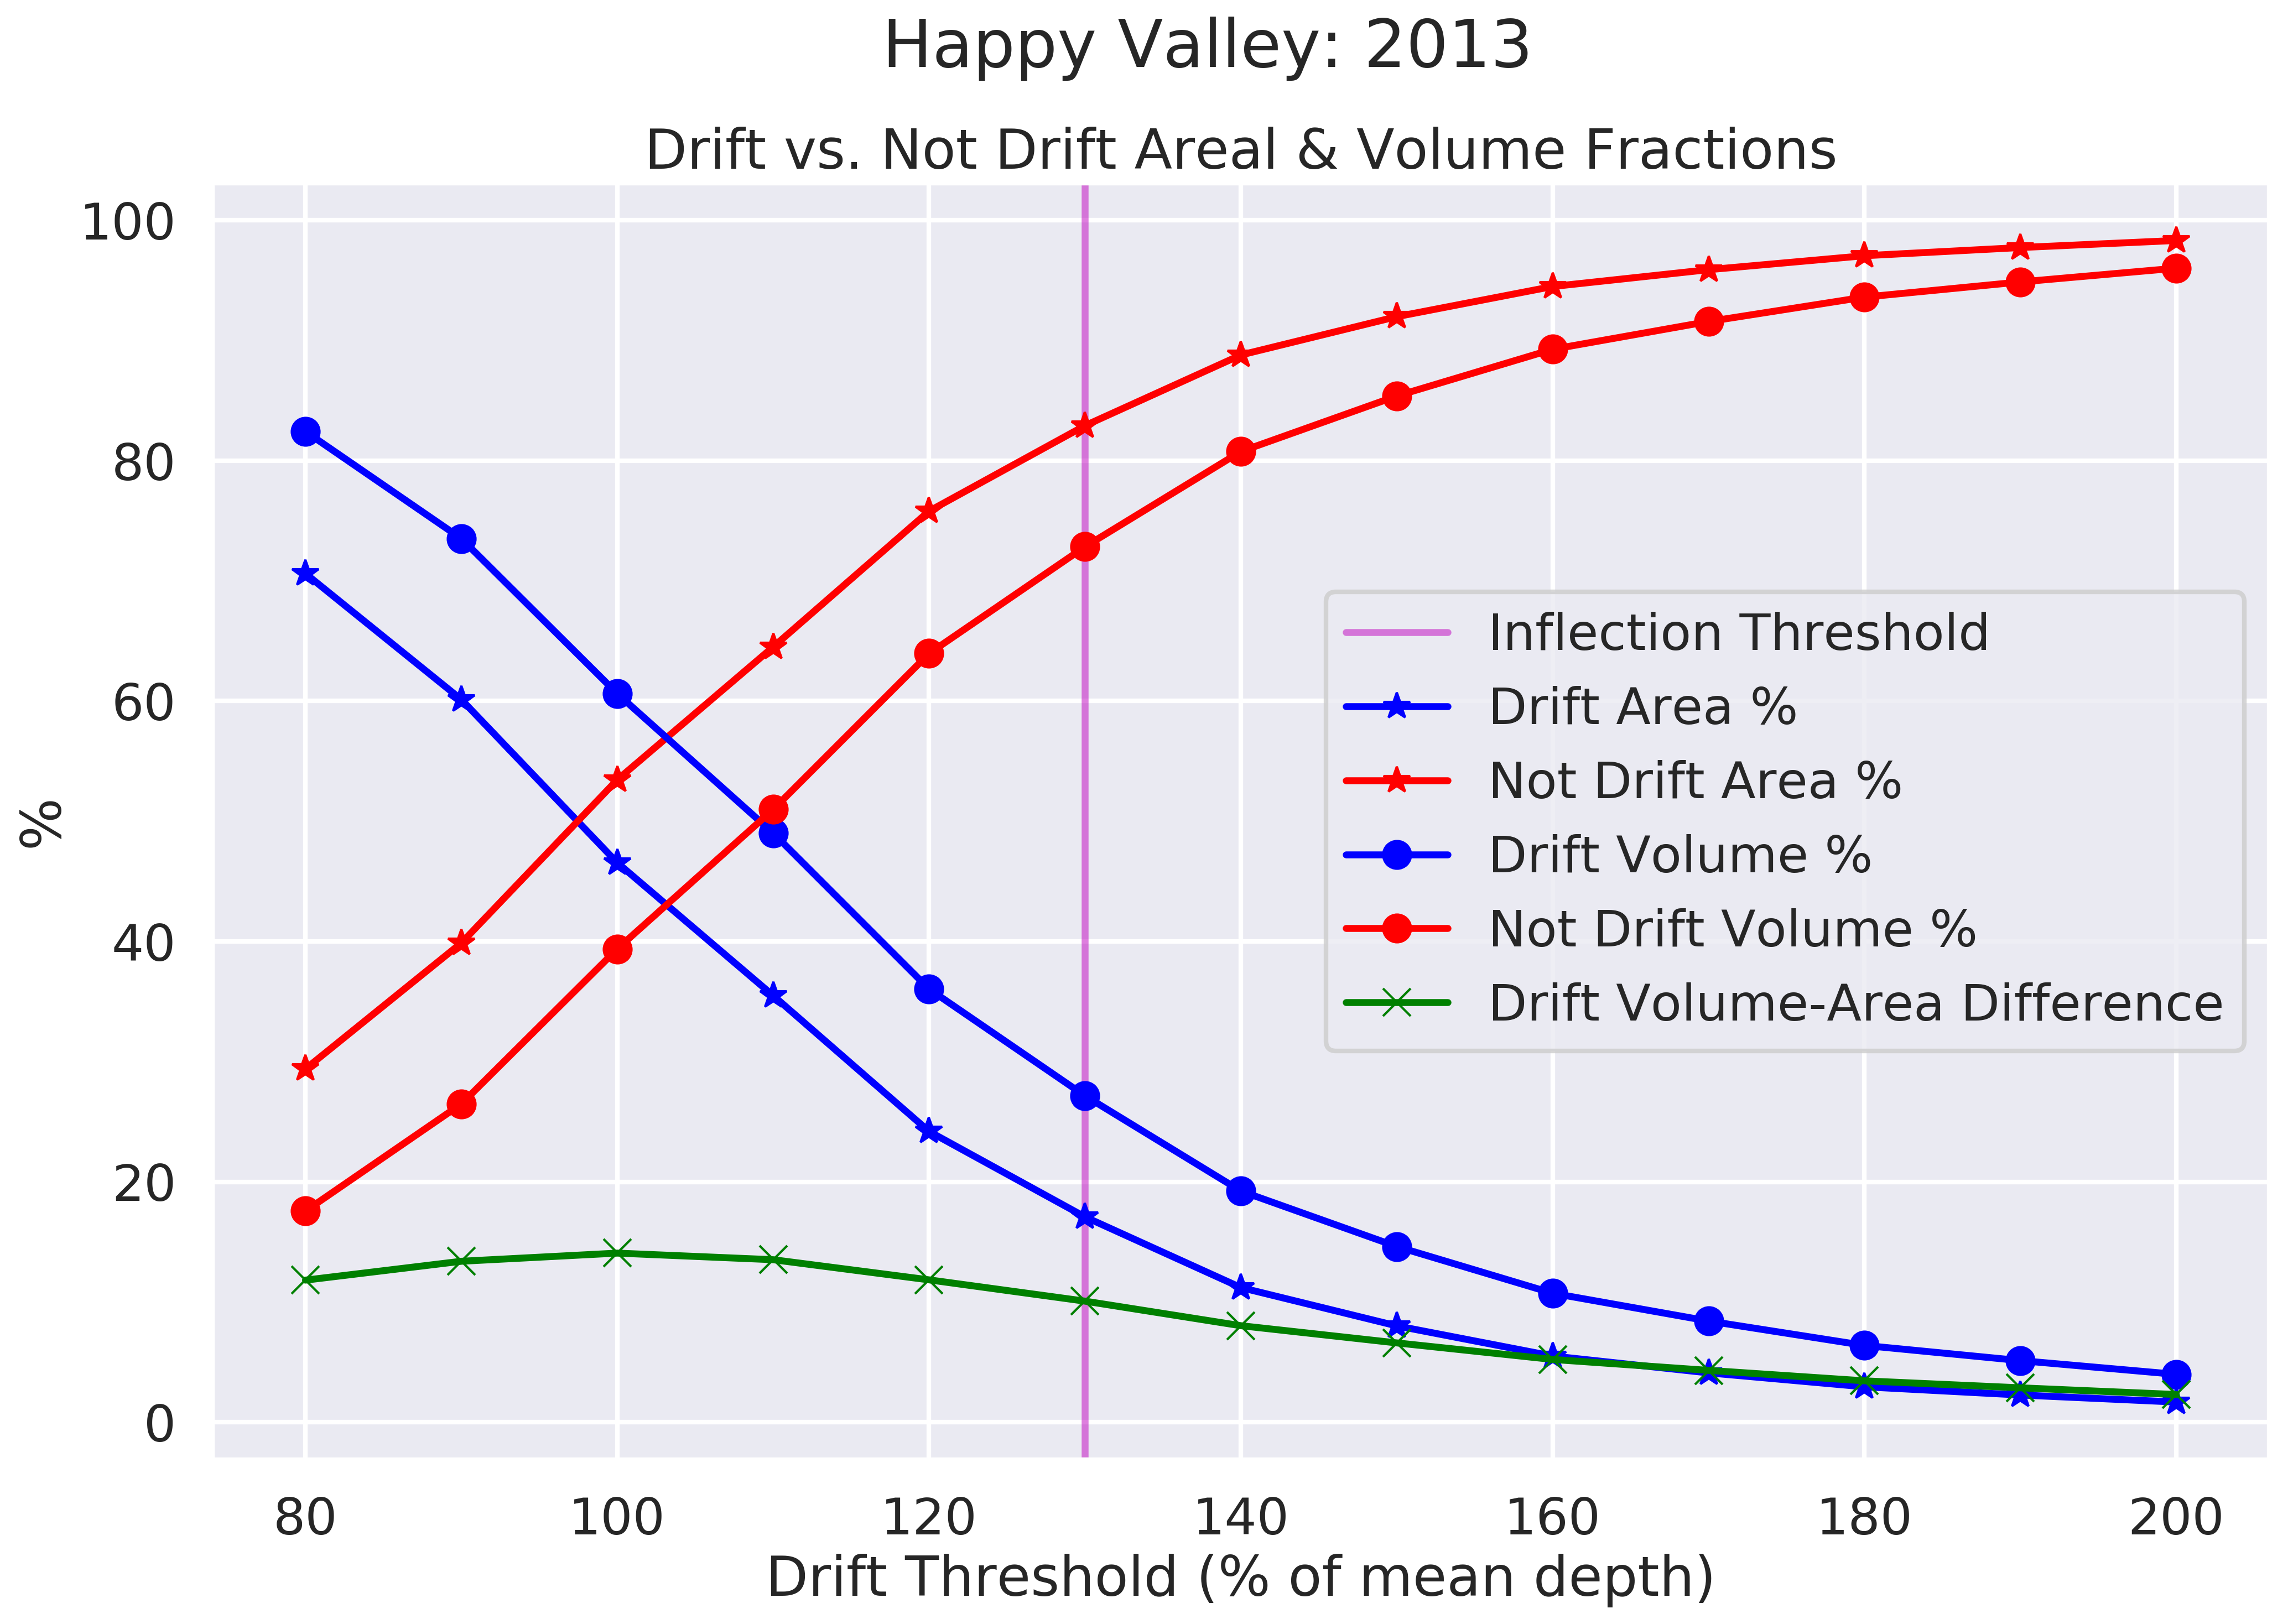 Happy Valley: 2013
Drift vs. Not Drift Areal & Volume Fractions
100
80
60
40
20
0
%
Inflection Threshold
Drift Area %
Not Drift Area %
Drift Volume %
Not Drift Volume %
Drift Volume-Area Difference
80 100 120 140 160 180 200
Drift Threshold (% of mean depth)